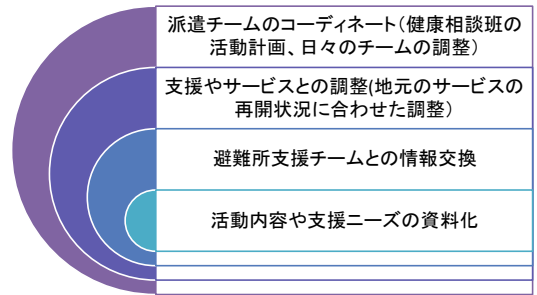 派遣チームのコーディネート（健康相談班の
活動計画、日々のチームの調整）
支援やサービスとの調整(地元のサービスの
再開状況に合わせた調整）
避難所支援チームとの情報交換
活動内容や支援ニーズの資料化